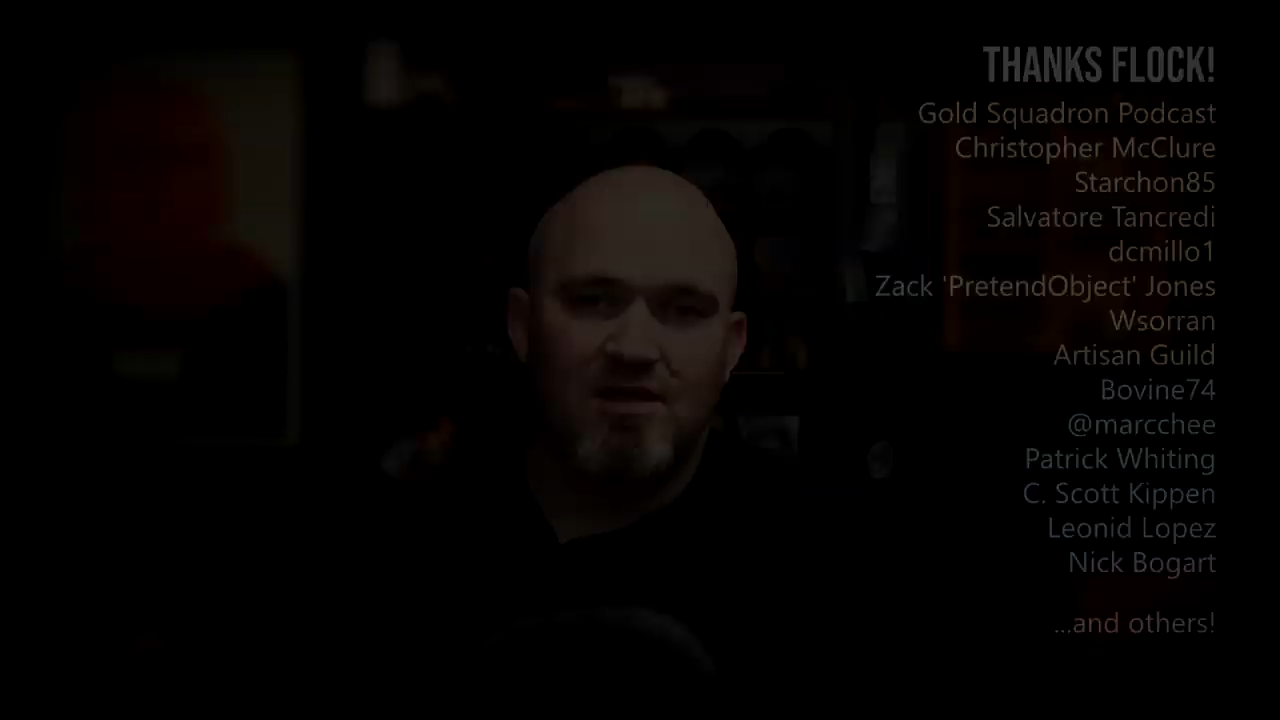 THANKS FLOCK!
Gold Squadron Podcast
Christopher McClure
Starchon85
Salvatore Tancredi
dcmillo1
Zack 'PretendObject' Jones
Wsorran
Artisan Guild
Bovine74
@marcchee
Patrick Whiting
C. Scott Kippen
Leonid Lopez
Nick Bogart
...and others!